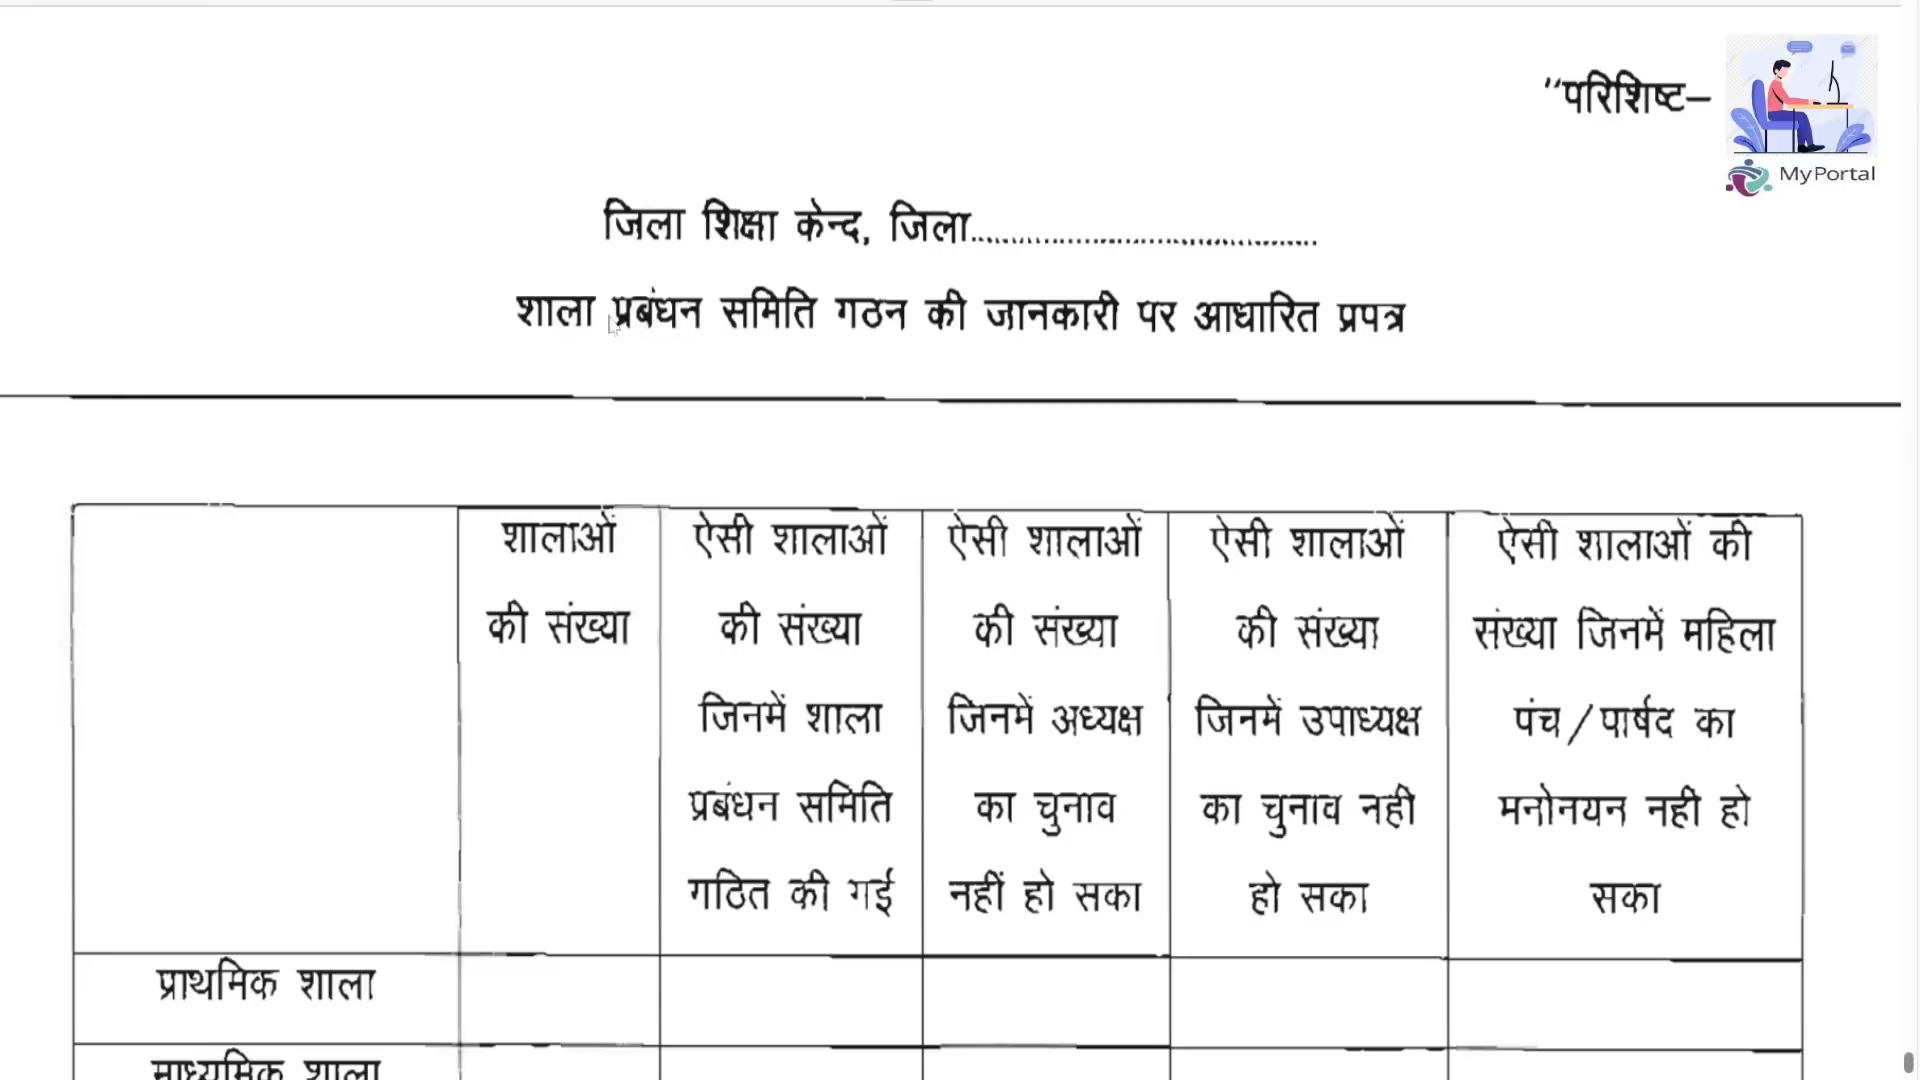 "परिशिष्ट–
MyPortal
जिला शिक्षा केन्द, जिला............................................
शाला प्रबंधन समिति गठन की जानकारी पर आधारित प्रपत्र
शालाओं
की संख्या
ऐसी शालाओं
की संख्या
जिनमें शाला
प्रबंधन समिति
गठित की गई
ऐसी शालाओं
की संख्या
जिनमें अध्यक्ष
का चुनाव
नहीं हो सका
ऐसी शालाओं
की संख्या
जिनमें उपाध्यक्ष
का चुनाव नही
हो सका
ऐसी शालाओं की
संख्या जिनमें महिला
पंच/पार्षद का
मनोनयन नही हो
सका
प्राथमिक शाला
माध्यमिक शाला